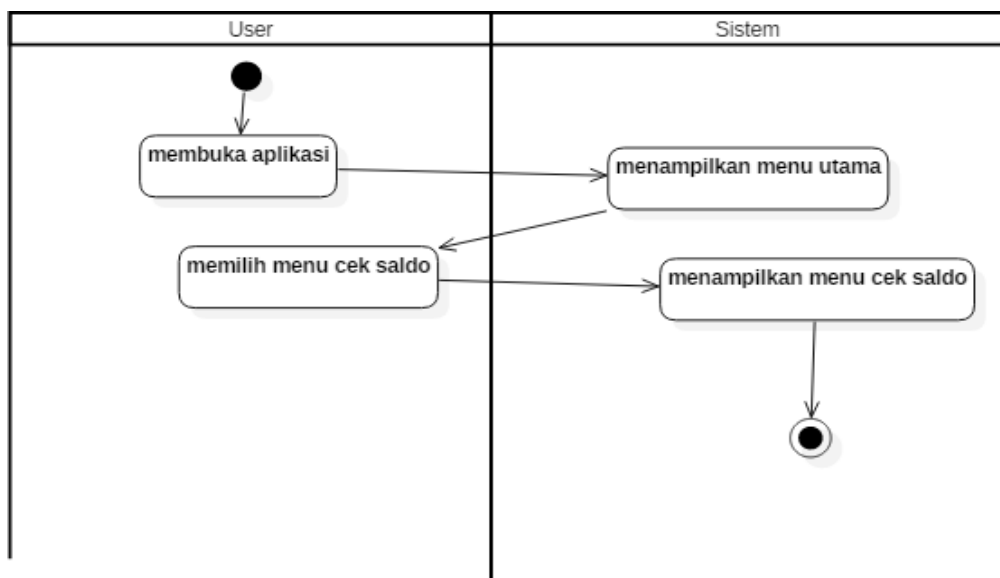 User
Sistem
membuka aplikasi
menampilkan menu utama
memilih menu cek saldo
menampilkan menu cek saldo